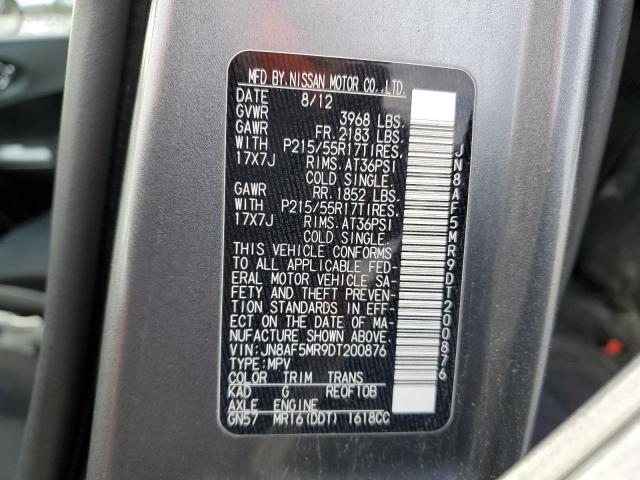 MFD BY NISSAN MOTOR CO., LTD.
DATE 8/12
GVWR 3968 LBS.
GAWR FR. 2183 LBS.
WITH P215/55R17TIRES,
17X7J RIMS. AT36PSI
COLD SINGLE.
GAWR RR. 1852 LBS.
WITH P215/55R17TIRES,
17X7J RIMS. AT36PSI
COLD SINGLE.
THIS VEHICLE CONFORMS
TO ALL APPLICABLE FED-
ERAL MOTOR VEHICLE SA-
FETY AND THEFT PREVEN-
TION STANDARDS IN EFF-
ECT ON THE DATE OF MA-
NUFACTURE SHOWN ABOVE.
VIN: JN8AF5MR9DT200876
TYPE: MPV
COLOR TRIM TRANS
KAD G RE0F10B
AXLE ENGINE
GN57 MR16(DDT) 1618CC
JN8AF5MR9DT200876